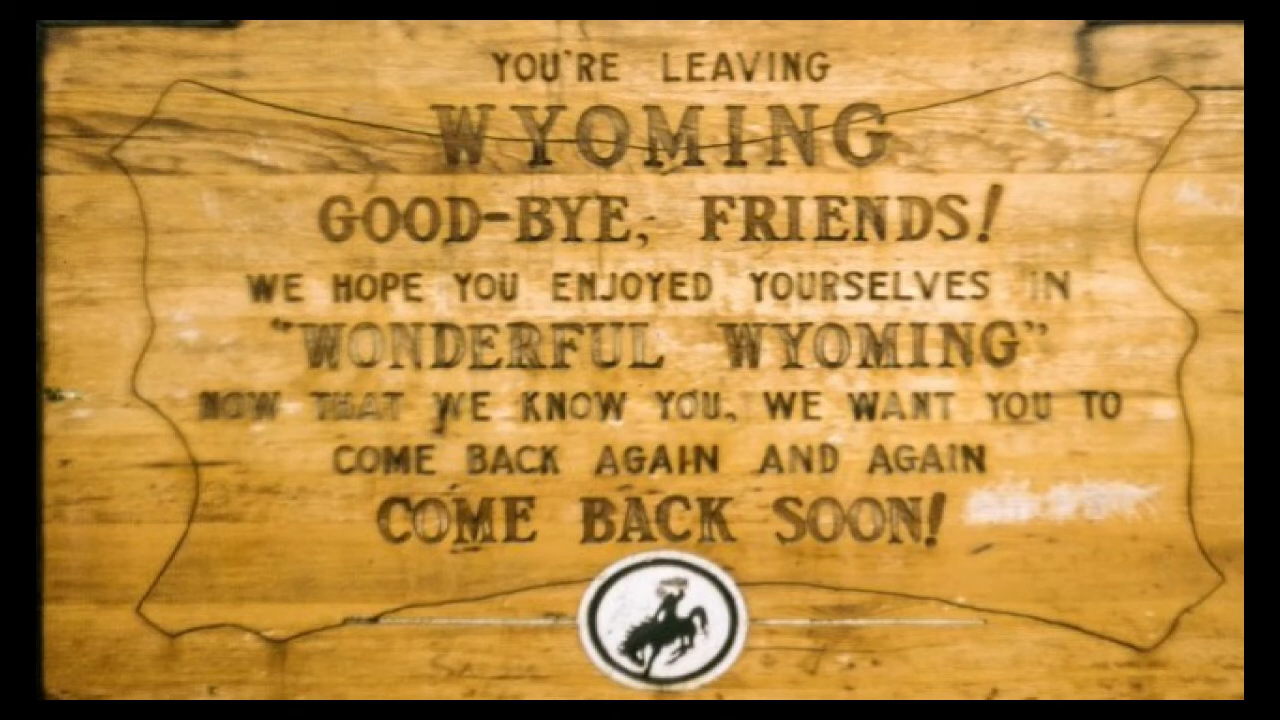 YOU'RE LEAVING
WYOMING
GOOD-BYE, FRIENDS!
WE HOPE YOU ENJOYED YOURSELVES IN
"WONDERFUL WYOMING"
NOW THAT WE KNOW YOU, WE WANT YOU TO
COME BACK AGAIN AND AGAIN
COME BACK SOON!